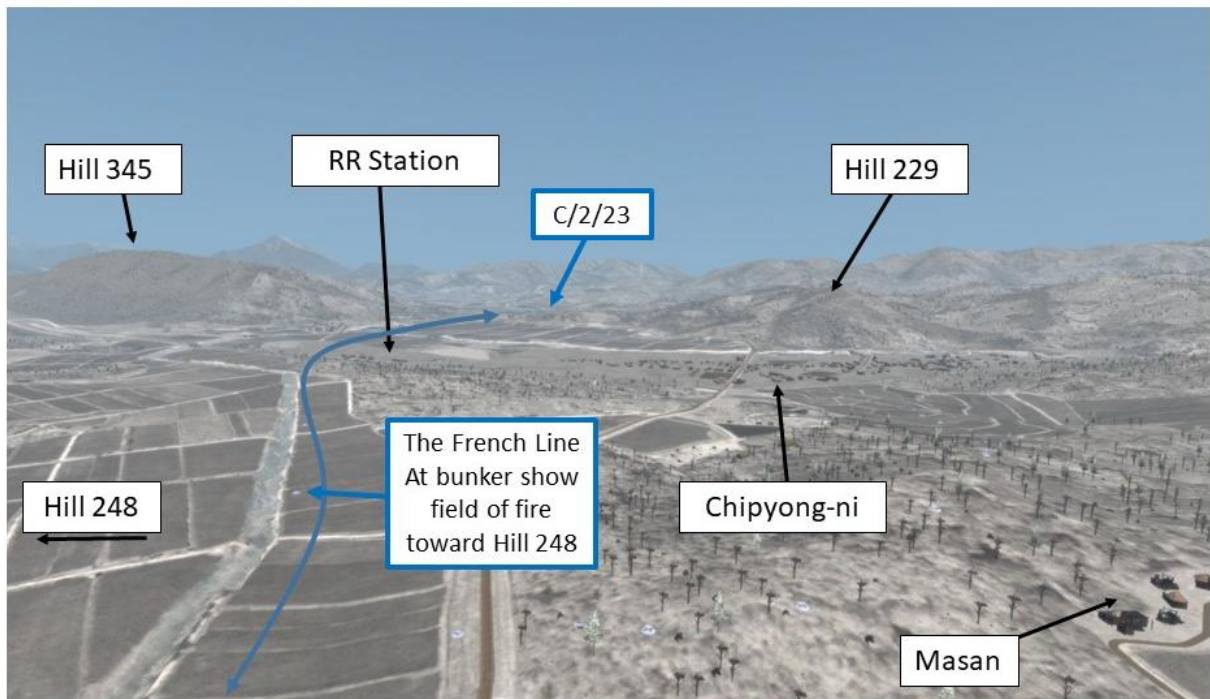 Hill 345
RR Station
C/2/23
Hill 229
The French Line
At bunker show
field of fire
toward Hill 248
Hill 248
Chipyong-ni
Masan